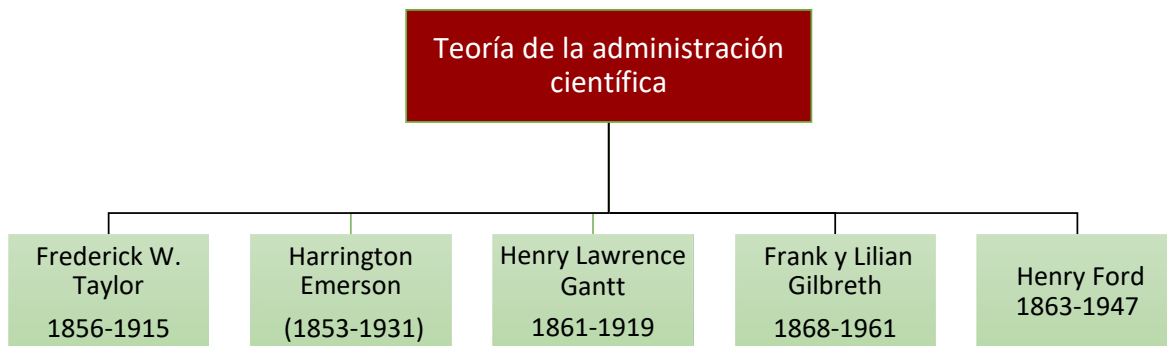 Teoría de la administración
científica
Frederick W.
Taylor
1856-1915
Harrington
Emerson
(1853-1931)
Henry Lawrence
Gantt
1861-1919
Frank y Lilian
Gilbreth
1868-1961
Henry Ford
1863-1947